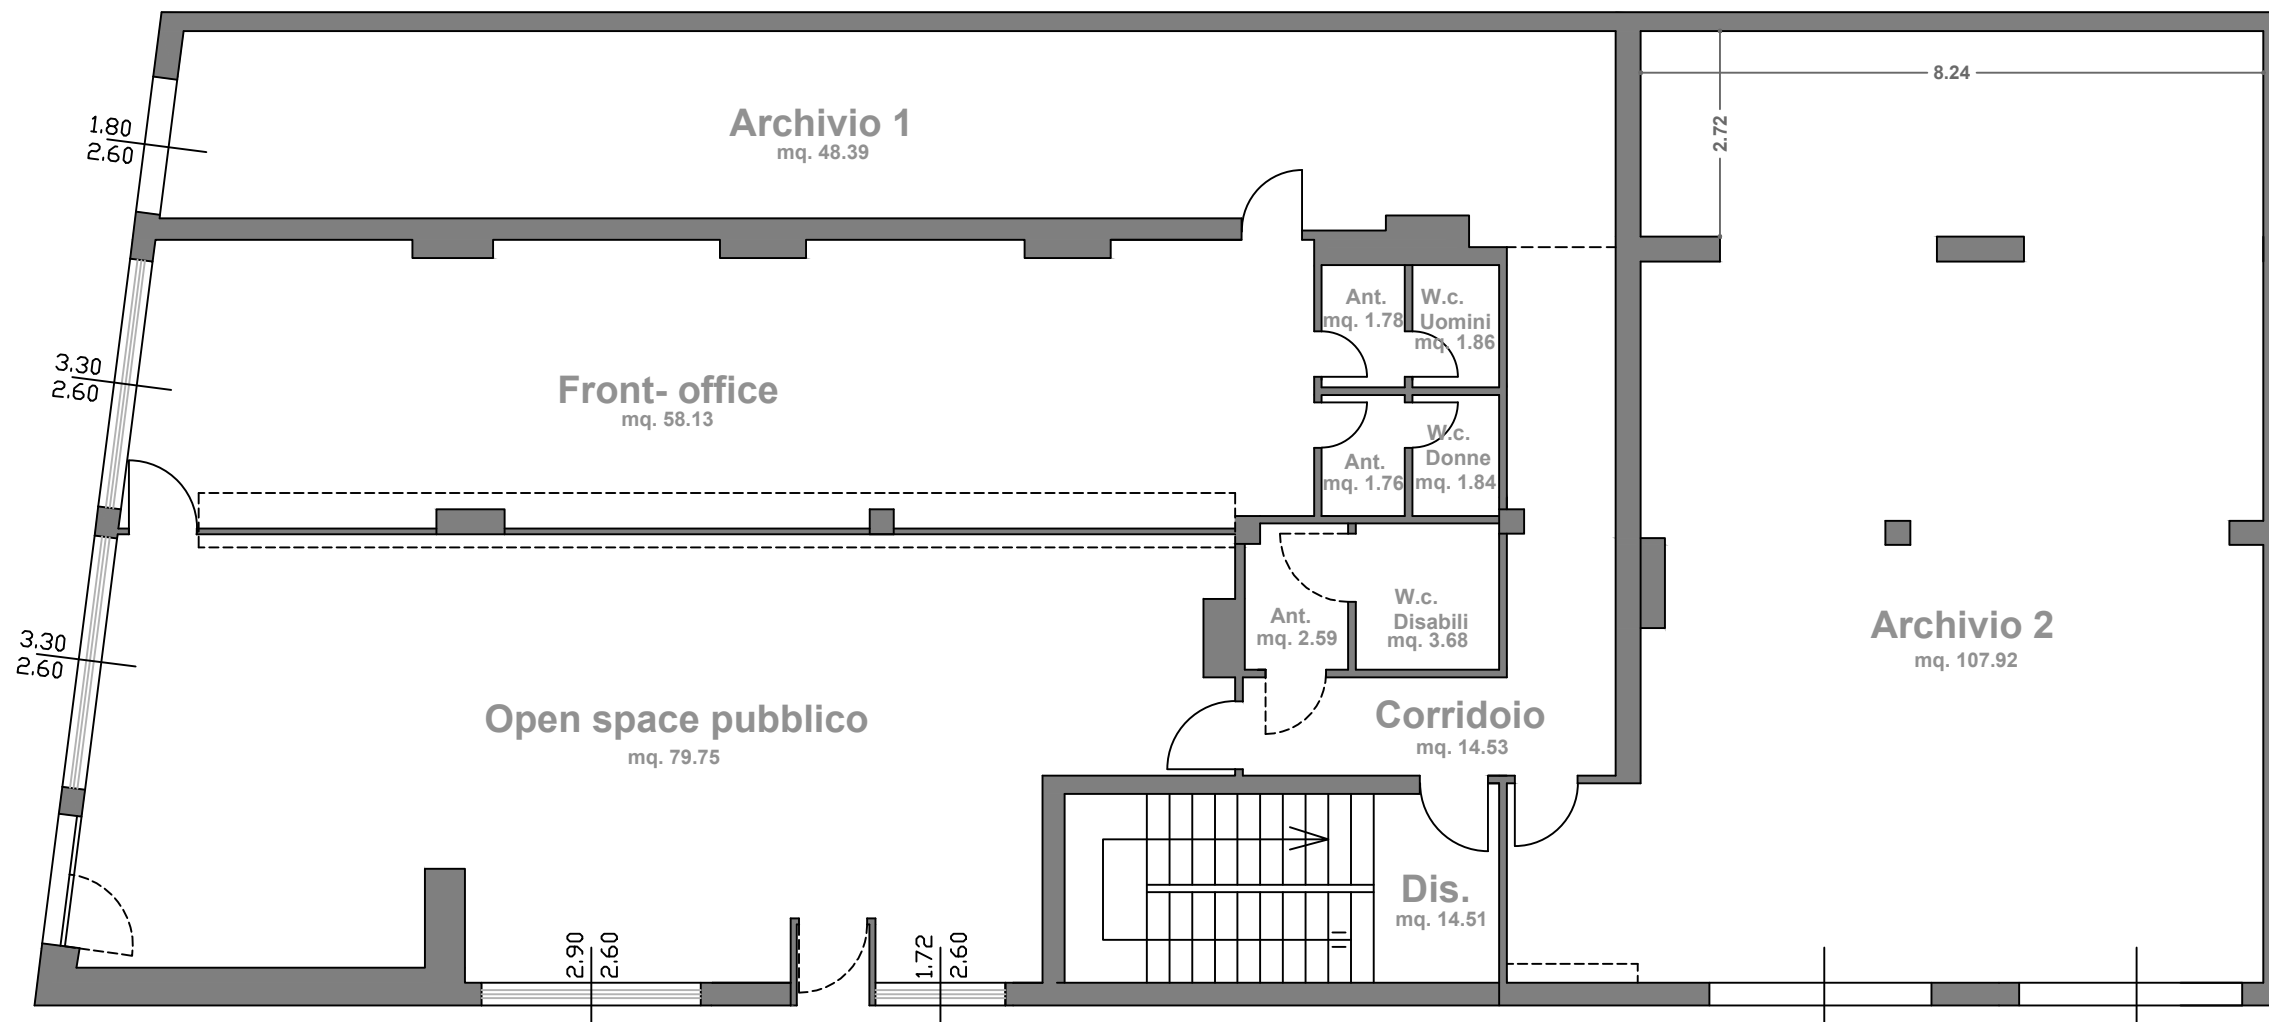 8.24
2.72
Archivio 1
mq. 48.39
1.80
2.60
Ant.
mq. 1.78
W.c.
Uomini
mq. 1.86
3.30
2.60
Front- office
mq. 58.13
W.c.
Donne
mq. 1.84
Ant.
mq. 1.76
3.30
2.60
Ant.
mq. 2.59
W.c.
Disabili
mq. 3.68
Archivio 2
mq. 107.92
Open space pubblico
mq. 79.75
Corridoio
mq. 14.53
Dis.
mq. 14.51
2.90
2.60
1.72
2.60